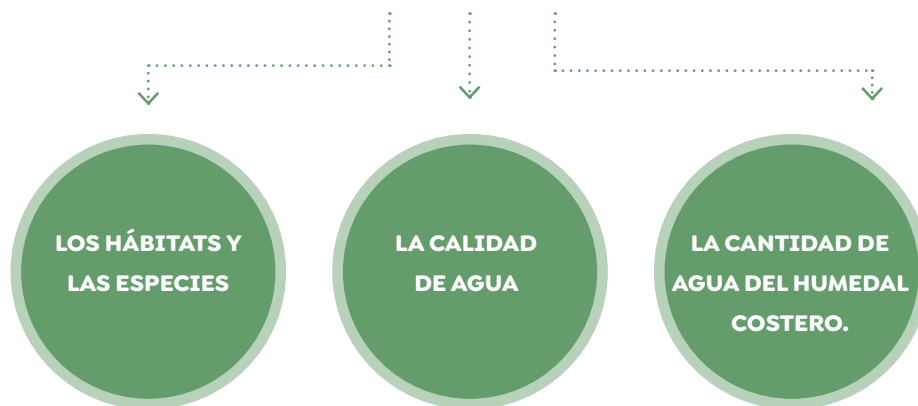 LOS HÁBITATS Y
LAS ESPECIES
LA CALIDAD
DE AGUA
LA CANTIDAD DE
AGUA DEL HUMEDAL
COSTERO.